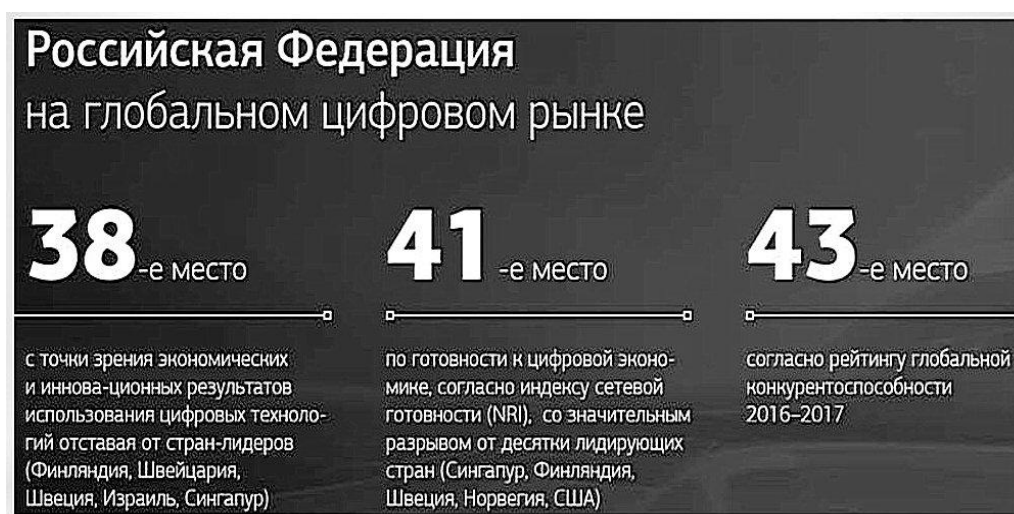 Российская Федерация
на глобальном цифровом рынке
38-е место
с точки зрения экономических
и иннова-ционных результатов
использования цифровых техноло-
гий отставая от стран-лидеров
(Финляндия, Швейцария,
Швеция, Израиль, Сингапур)
41-е место
по готовности к цифровой эконо-
мике, согласно индексу сетевой
готовности (NRI), со значительным
разрывом от десятки лидирующих
стран (Сингапур, Финляндия,
Швеция, Норвегия, США)
43-е место
согласно рейтингу глобальной
конкурентоспособности
2016–2017